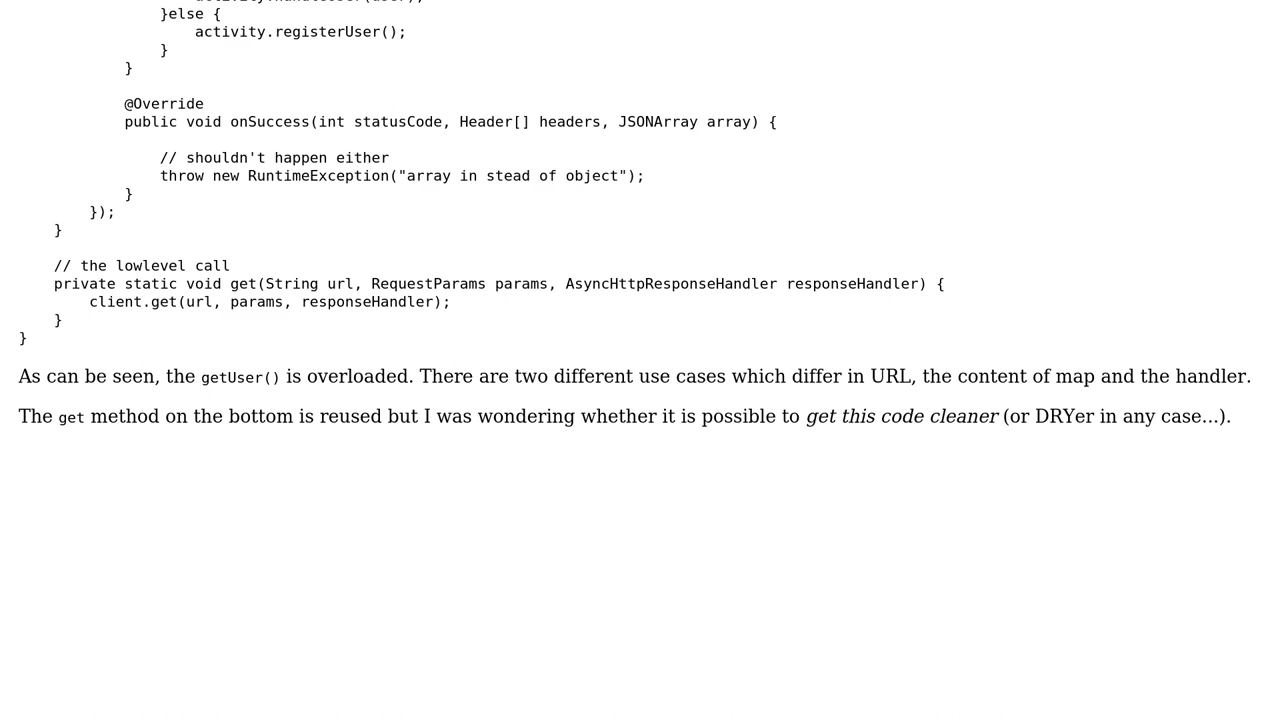 }else {
activity.registerUser();
}
}
@Override
public void onSuccess(int statusCode, Header[] headers, JSONArray array) {
// shouldn't happen either
throw new RuntimeException("array in stead of object");
}
});
}
// the lowlevel call
private static void get(String url, RequestParams params, AsyncHttpResponseHandler responseHandler) {
client.get(url, params, responseHandler);
}
}
As can be seen, the getUser() is overloaded. There are two different use cases which differ in URL, the content of map and the handler.
The get method on the bottom is reused but I was wondering whether it is possible to get this code cleaner (or DRYer in any case...).